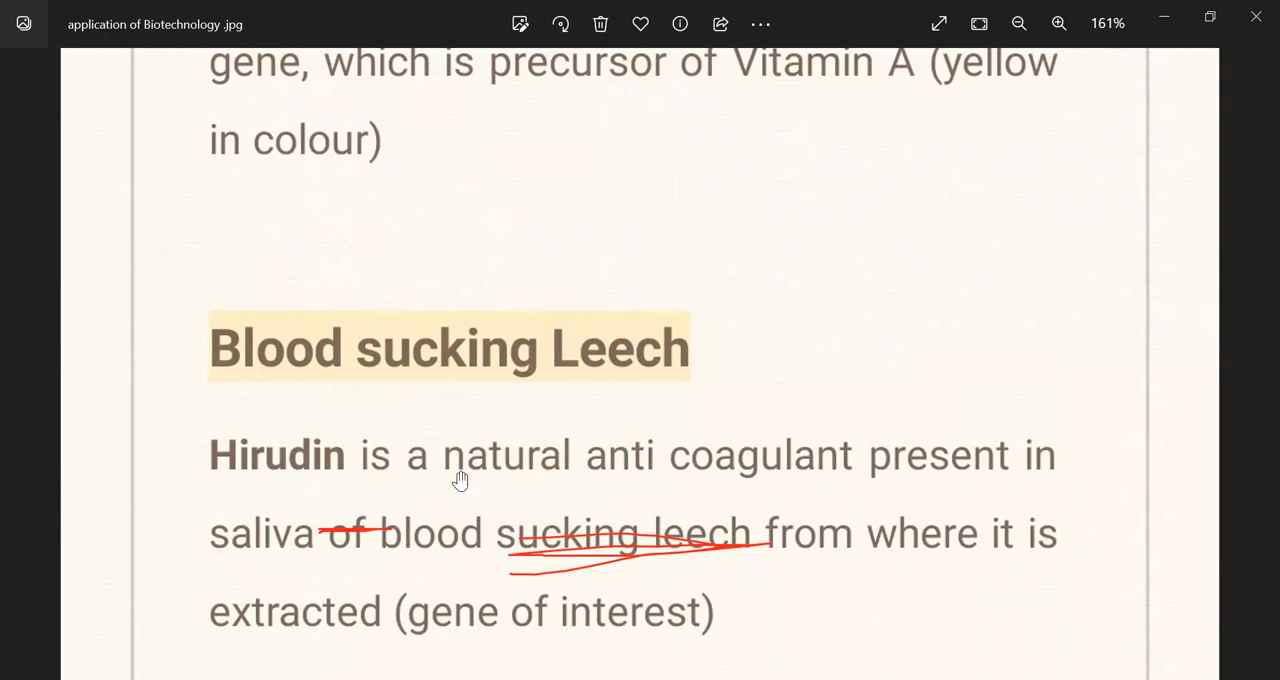 application of Biotechnology .jpg
161%
gene, which is precursor of Vitamin A (yellow
in colour)
Blood sucking Leech
Hirudin is a natural anti coagulant present in
saliva of blood sucking leech from where it is
extracted (gene of interest)